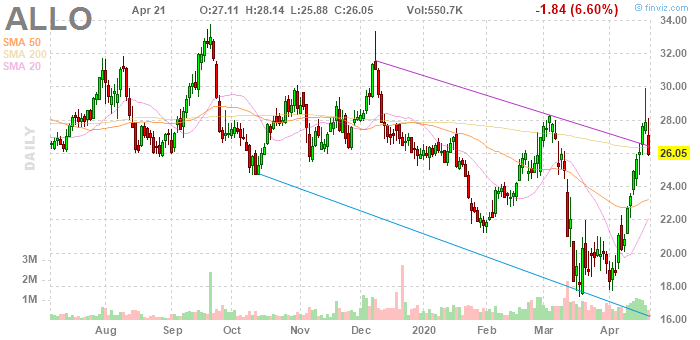 © finviz.com
ALLO
Apr 21 O:27.11 H:28.14 L:25.88 C:26.05 Vol:550.7K -1.84 (6.60%)
SMA 50
SMA 200
SMA 20
DAILY
34.00
32.00
30.00
28.00
26.05
24.00
22.00
20.00
18.00
16.00
3M
2M
1M
Aug Sep Oct Nov Dec 2020 Feb Mar Apr